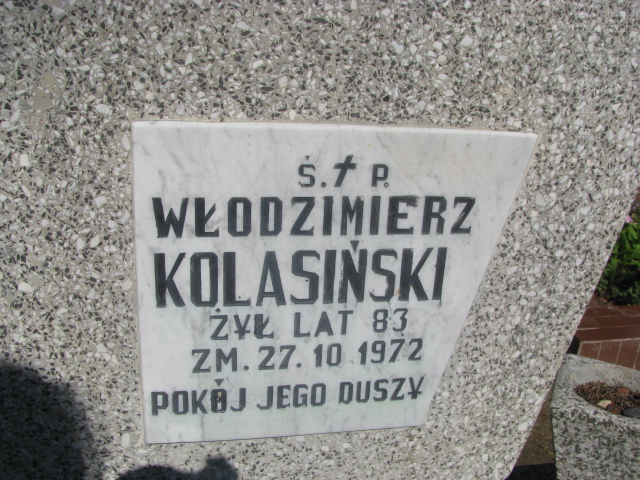 Ś. † P.
WŁODZIMIERZ
KOLASIŃSKI
ŻYŁ LAT 83
ZM. 27. 10 1972
POKÓJ JEGO DUSZY